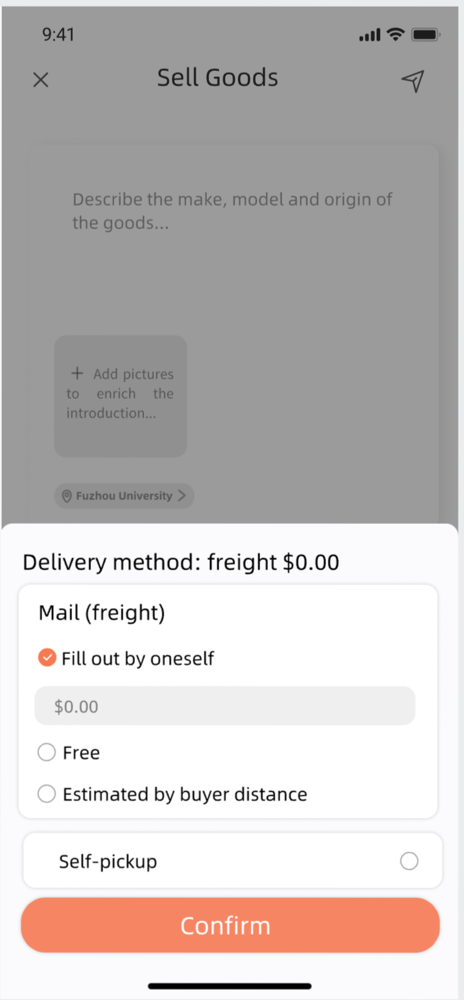 9:41
Sell Goods
Describe the make, model and origin of
the goods...
+ Add pictures
to enrich the
introduction...
Fuzhou University >
Delivery method: freight $0.00
Mail (freight)
Fill out by oneself
$0.00
Free
Estimated by buyer distance
Self-pickup
Confirm